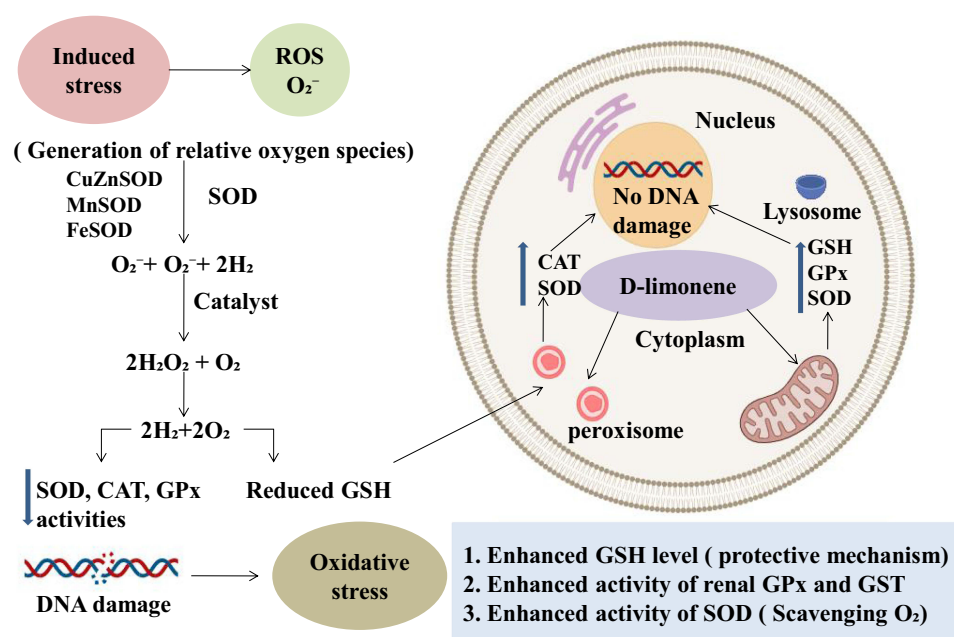 Induced
stress
ROS
O₂⁻
( Generation of relative oxygen species)
CuZnSOD
MnSOD
FeSOD
SOD
O₂⁻+ O₂⁻+ 2H₂
Catalyst
2H₂O₂ + O₂
2H₂+2O₂
SOD, CAT, GPx
activities
Reduced GSH
DNA damage
Oxidative
stress
Nucleus
No DNA
damage
Lysosome
CAT
SOD
GSH
GPx
SOD
D-limonene
Cytoplasm
peroxisome
1. Enhanced GSH level ( protective mechanism)
2. Enhanced activity of renal GPx and GST
3. Enhanced activity of SOD ( Scavenging O₂)